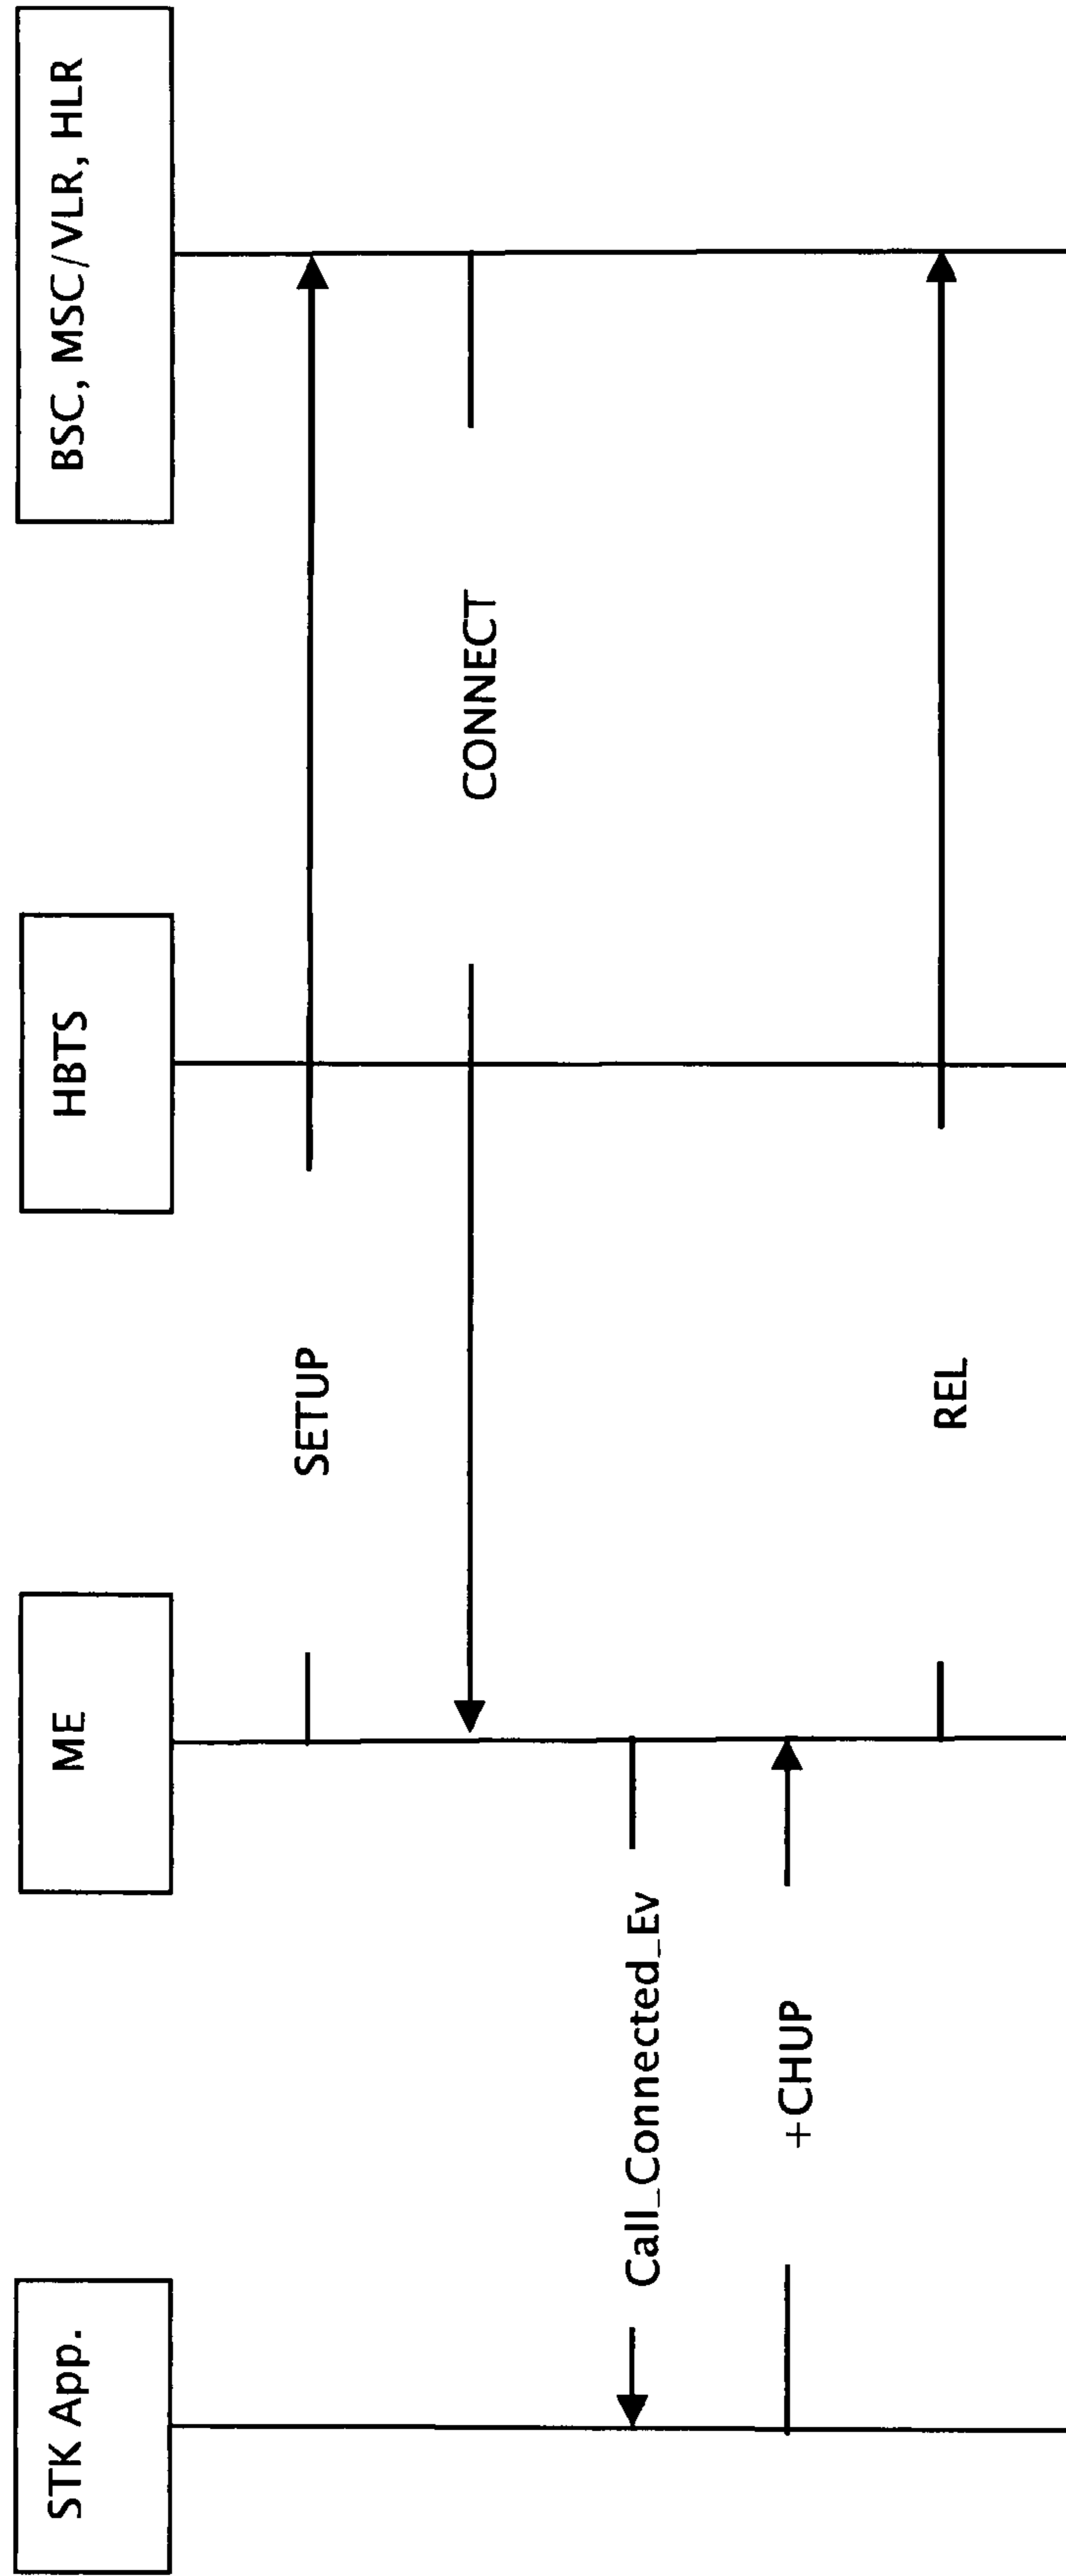 STK App.
ME
HBTS
BSC, MSC/VLR, HLR
SETUP
CONNECT
Call_Connected_Ev
+CHUP
REL